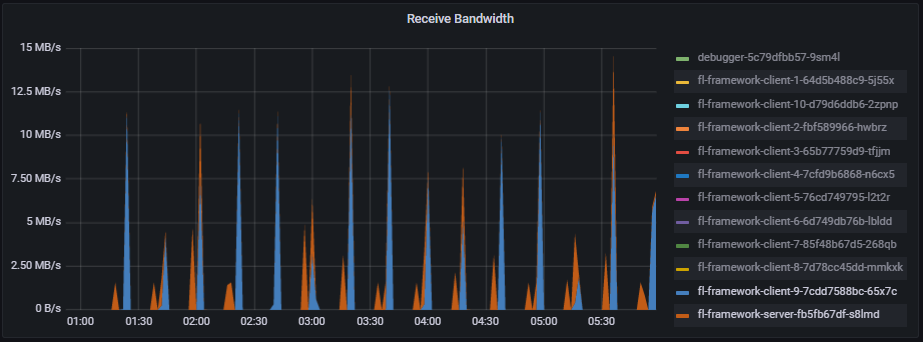 Receive Bandwidth
15 MB/s
12.5 MB/s
10 MB/s
7.50 MB/s
5 MB/s
2.50 MB/s
0 B/s
01:00 01:30 02:00 02:30 03:00 03:30 04:00 04:30 05:00 05:30
debugger-5c79dfbb57-9sm4l
fl-framework-client-1-64d5b488c9-5j55x
fl-framework-client-10-d79d6ddb6-2zpnp
fl-framework-client-2-fbf589966-hwbrz
fl-framework-client-3-65b77759d9-tfjjm
fl-framework-client-4-7cfd9b6868-n6cx5
fl-framework-client-5-76cd749795-l2t2r
fl-framework-client-6-6d749db76b-lbldd
fl-framework-client-7-85f48b67d5-268qb
fl-framework-client-8-7d78cc45dd-mmkxk
fl-framework-client-9-7cdd7588bc-65x7c
fl-framework-server-fb5fb67df-s8lmd